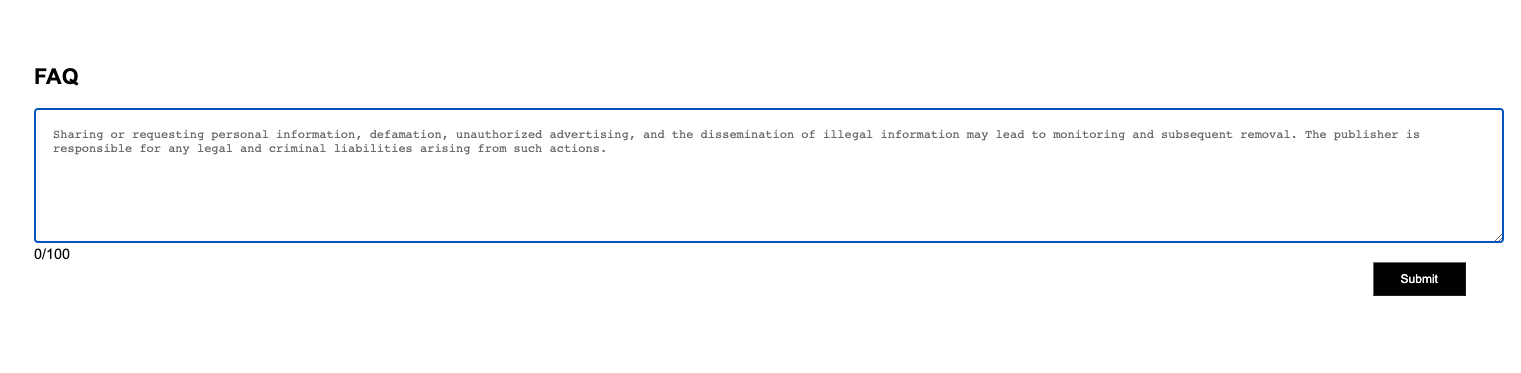 FAQ
Sharing or requesting personal information, defamation, unauthorized advertising, and the dissemination of illegal information may lead to monitoring and subsequent removal. The publisher is
responsible for any legal and criminal liabilities arising from such actions.
0/100
Submit